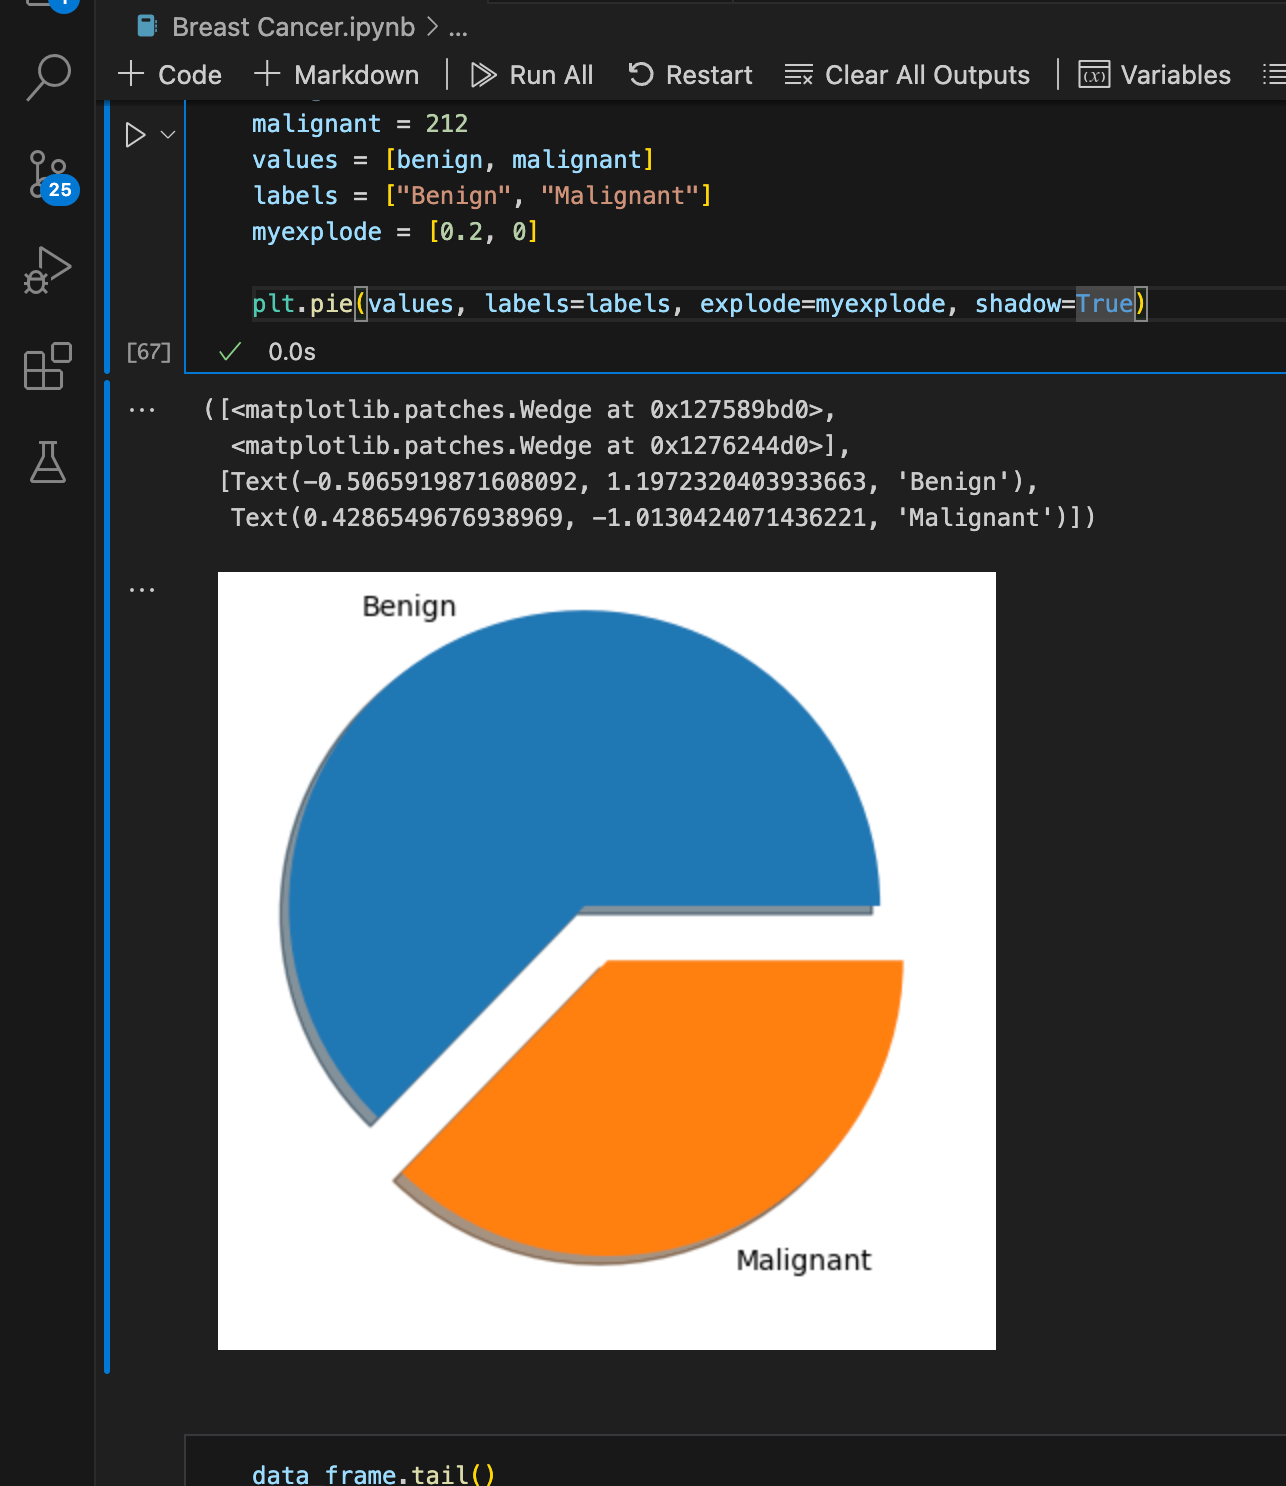 Breast Cancer.ipynb > ...
+ Code + Markdown | Run All Restart Clear All Outputs | (x) Variables
malignant = 212
25
values = [benign, malignant]
labels = ["Benign", "Malignant"]
myexplode = [0.2, 0]
plt.pie(values, labels=labels, explode=myexplode, shadow=True)
[67] ✓ 0.0s
... ([<matplotlib.patches.Wedge at 0x127589bd0>,
<matplotlib.patches.Wedge at 0x1276244d0>],
[Text(-0.5065919871608092, 1.1972320403933663, 'Benign'),
Text(0.4286549676938969, -1.0130424071436221, 'Malignant')])
...
Benign
Malignant
data_frame.tail()